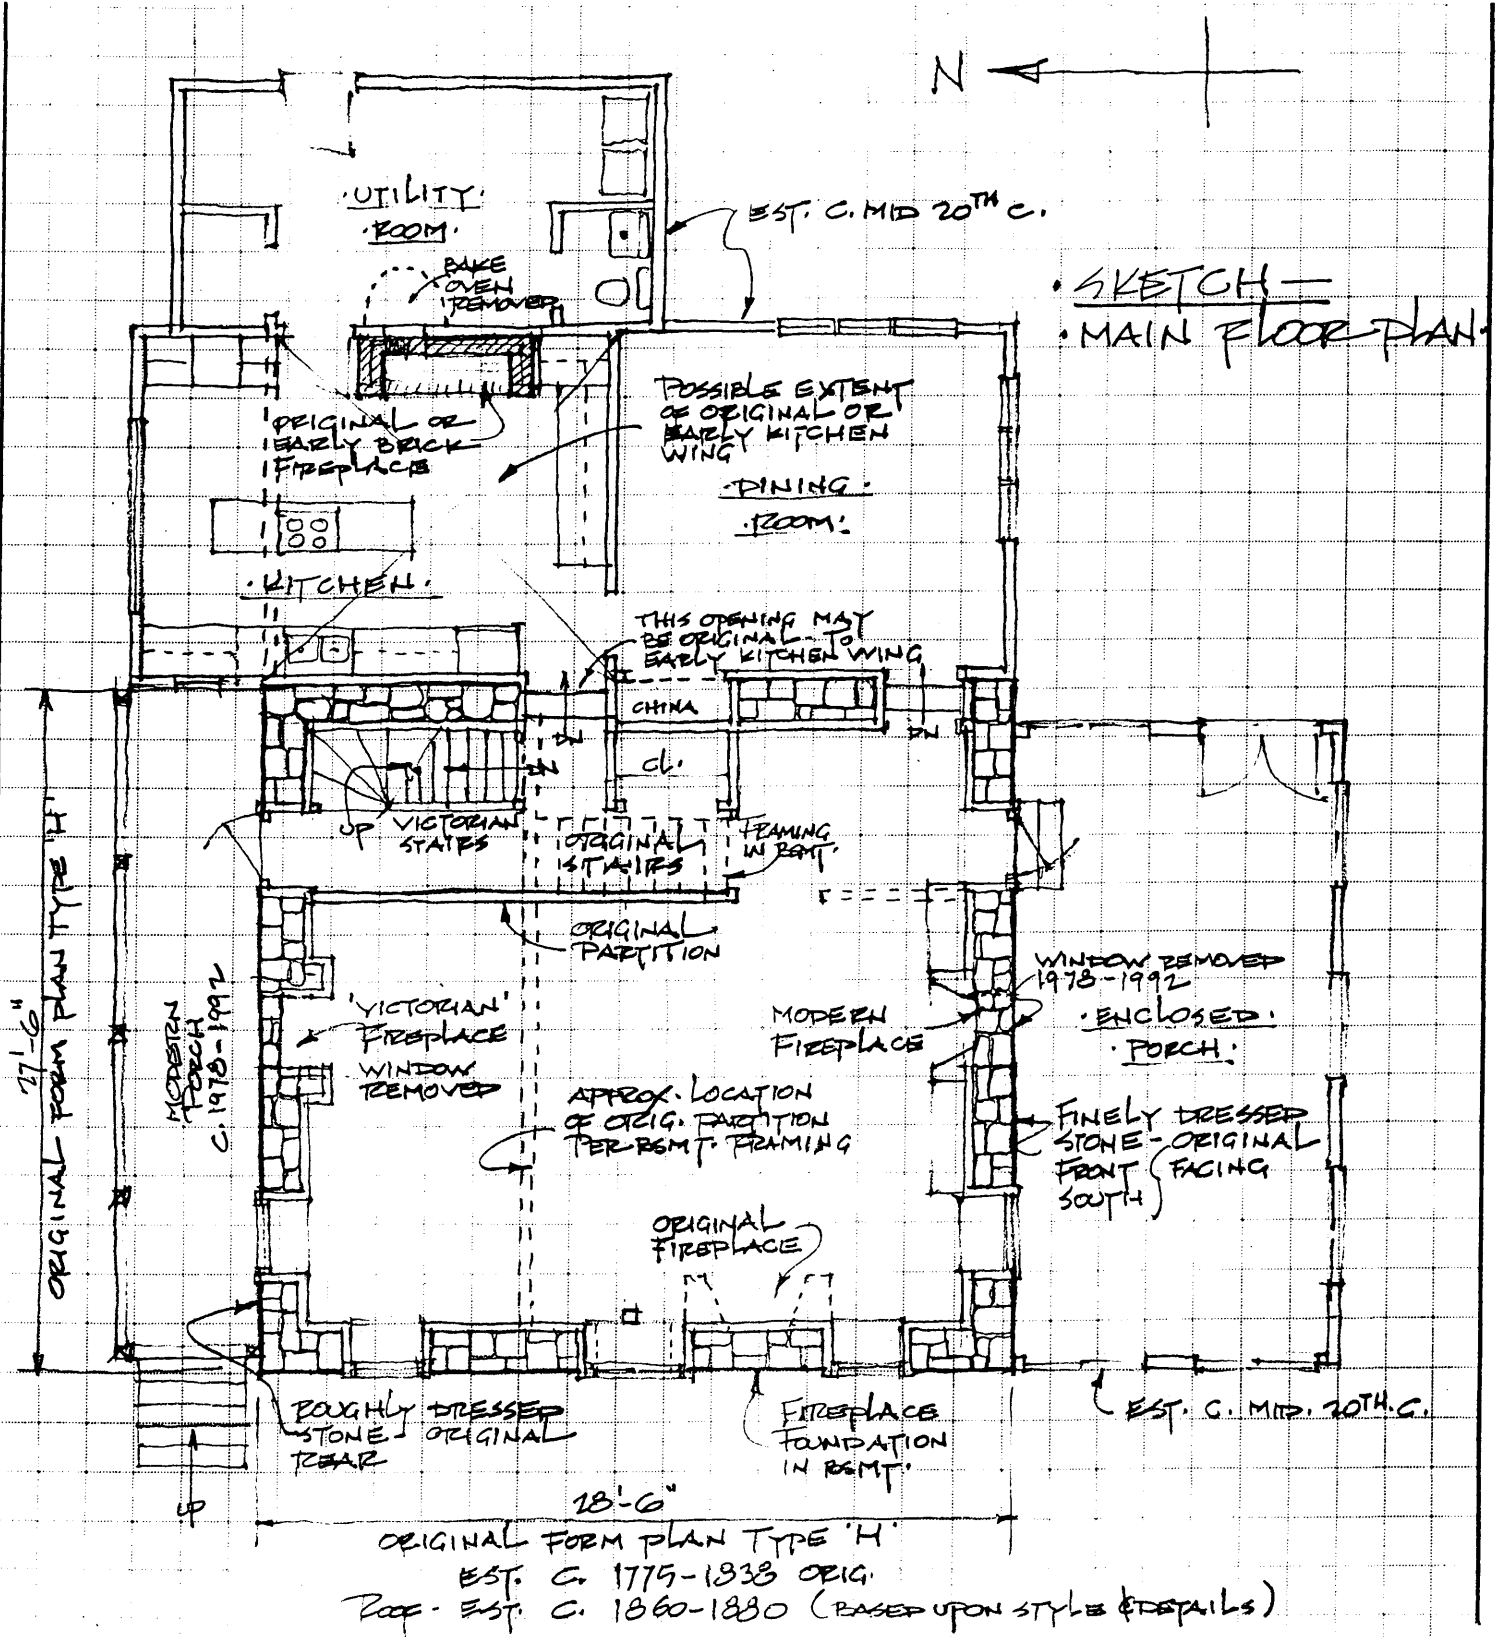 N
EST. C. MID 20TH C.
· SKETCH —
· MAIN FLOOR PLAN ·
· UTILITY ·
· ROOM ·
BAKE
OVEN
REMOVED
ORIGINAL OR
EARLY BRICK
FIREPLACE
POSSIBLE EXTENT
OF ORIGINAL OR
EARLY KITCHEN
WING
· DINING ·
· ROOM ·
· KITCHEN ·
THIS OPENING MAY
BE ORIGINAL TO
EARLY KITCHEN WING
CHINA
DN
DN
CL.
DN
UP
VICTORIAN
STAIRS
ORIGINAL
STAIRS
FRAMING
IN BSMT.
ORIGINAL
PARTITION
'VICTORIAN'
FIREPLACE
WINDOW
REMOVED
MODERN
FIREPLACE
WINDOW REMOVED
1978-1992
· ENCLOSED ·
· PORCH ·
MODERN
PORCH
C. 1978-1992
27'-6"
ORIGINAL FORM PLAN TYPE 'H'
APPROX. LOCATION
OF ORIG. PARTITION
PER BSMT. FRAMING
FINELY DRESSED
STONE - ORIGINAL
FRONT FACING
SOUTH
ORIGINAL
FIREPLACE
ROUGHLY DRESSED
STONE - ORIGINAL
REAR
FIREPLACE
FOUNDATION
IN BSMT.
EST. C. MID. 20TH. C.
UP
28'-6"
ORIGINAL FORM PLAN TYPE 'H'
EST. C. 1775-1838 ORIG.
ROOF - EST. C. 1860-1880 (BASED UPON STYLE & DETAILS)